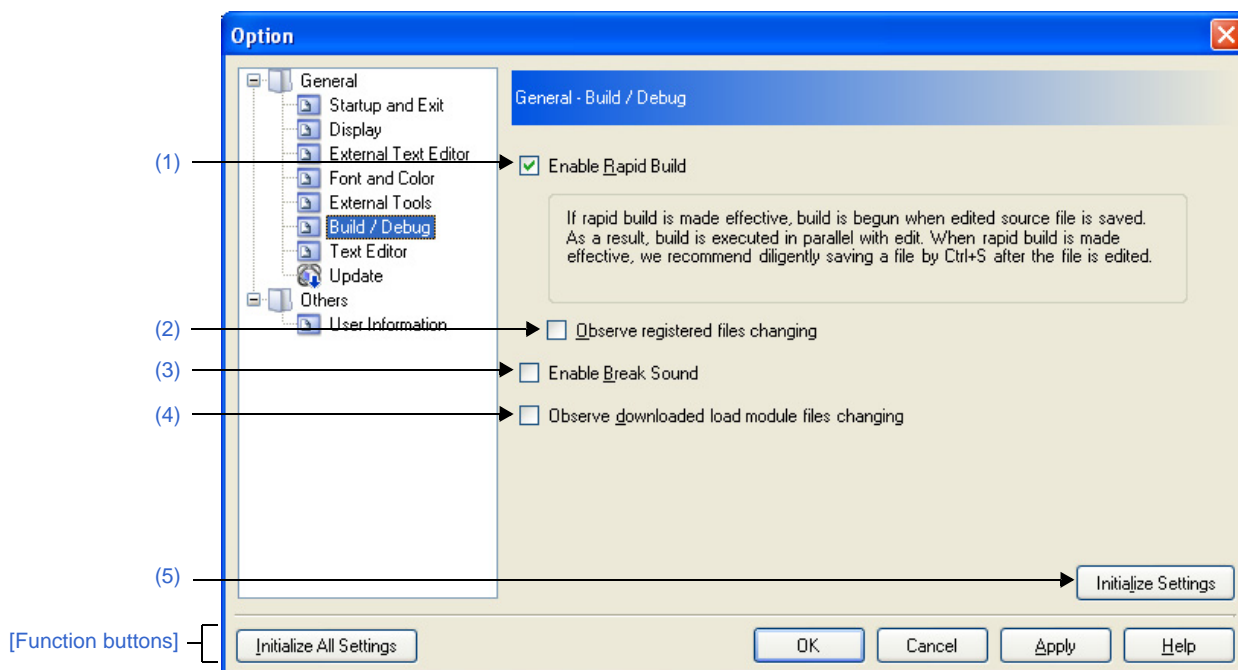 Option
General
Startup and Exit
Display
External Text Editor
Font and Color
External Tools
Build / Debug
Text Editor
Update
Others
User Information
General - Build / Debug
(1)
Enable Rapid Build
If rapid build is made effective, build is begun when edited source file is saved.
As a result, build is executed in parallel with edit. When rapid build is made
effective, we recommend diligently saving a file by Ctrl+S after the file is edited.
(2)
Observe registered files changing
(3)
Enable Break Sound
(4)
Observe downloaded load module files changing
(5)
Initialize Settings
[Function buttons]
Initialize All Settings
OK
Cancel
Apply
Help